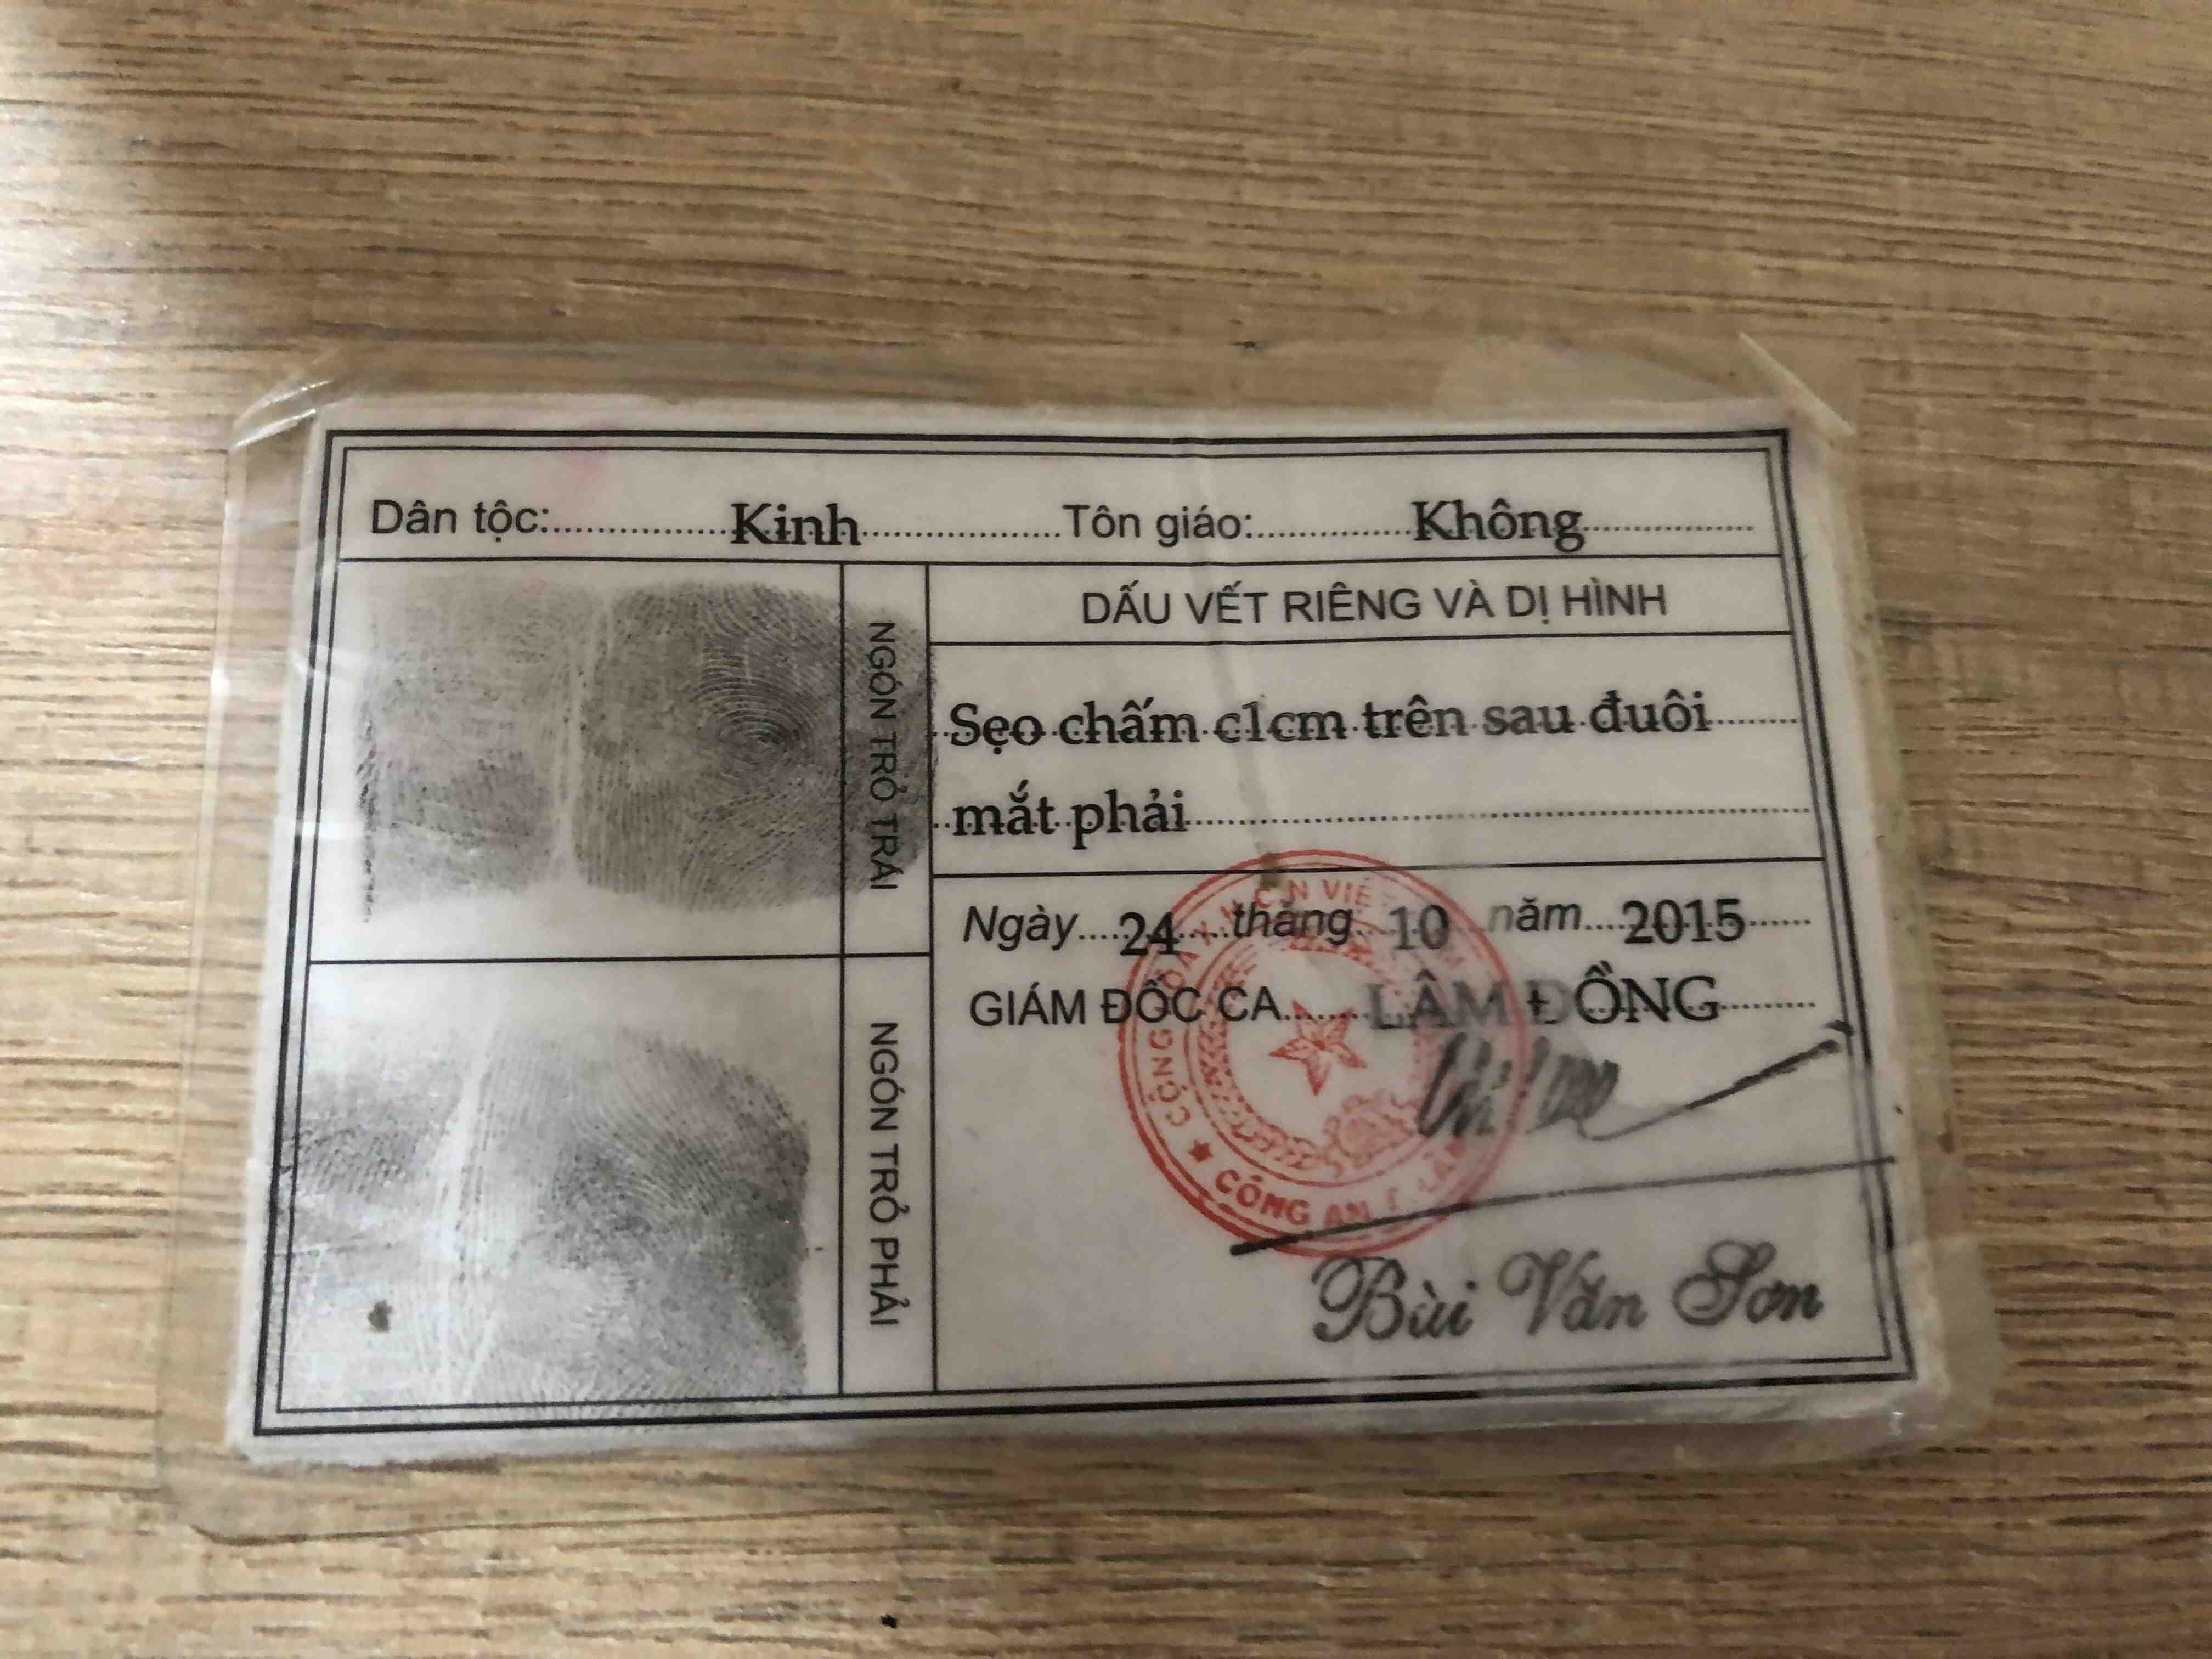 Dân tộc: Kinh Tôn giáo: Không
NGÓN TRỎ TRÁI
NGÓN TRỎ PHẢI
DẤU VẾT RIÊNG VÀ DỊ HÌNH
Sẹo chấm c1cm trên sau đuôi
mắt phải
Ngày 24 tháng 10 năm 2015
GIÁM ĐỐC CA LÂM ĐỒNG
CÔNG AN
Bùi Văn Sơn